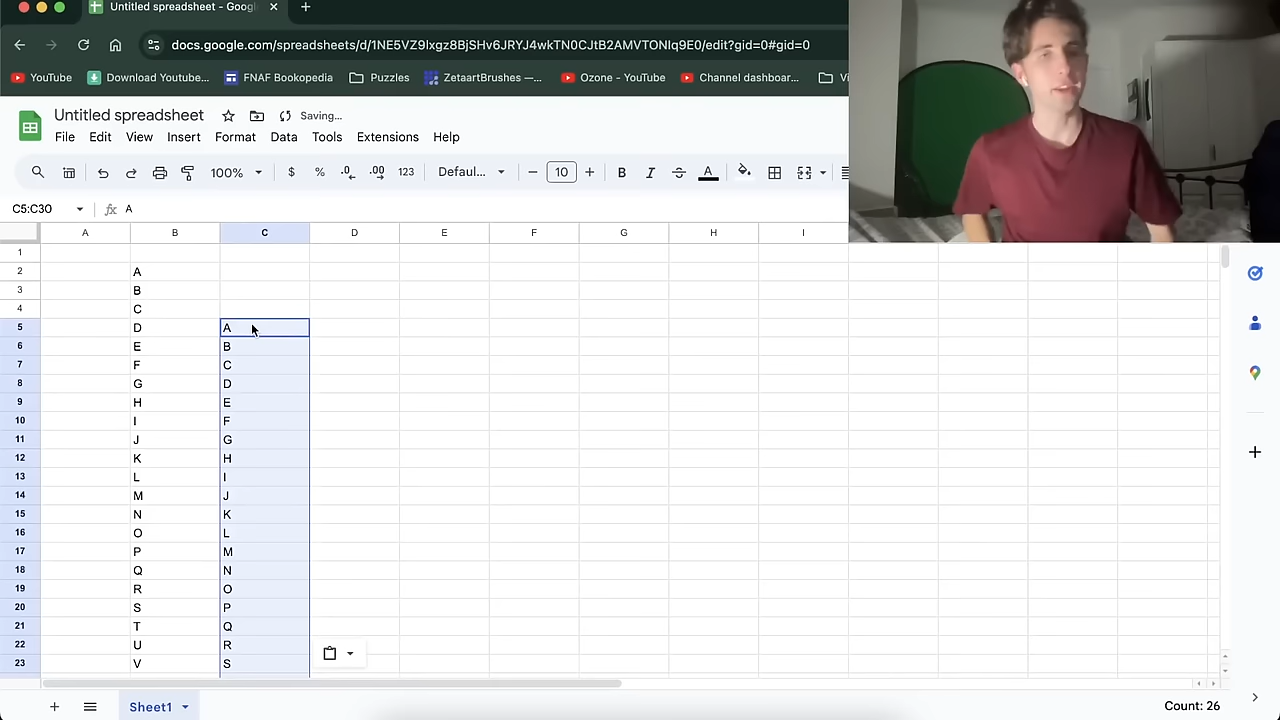 Untitled spreadsheet - Googl
docs.google.com/spreadsheets/d/1NE5VZ9lxgz8BjSHv6JRYJ4wkTN0CJtB2AMVTONIq9E0/edit?gid=0#gid=0
YouTube Download Youtube... FNAF Bookopedia Puzzles ZetaartBrushes —... Ozone - YouTube Channel dashboar... Vi
Untitled spreadsheet Saving...
File Edit View Insert Format Data Tools Extensions Help
100% $ % .0 .00 123 Defaul... 10 B I S A
C5:C30 fx A
A B C D E F G H I
1
2 A
3 B
4 C
5 D A
6 E B
7 F C
8 G D
9 H E
10 I F
11 J G
12 K H
13 L I
14 M J
15 N K
16 O L
17 P M
18 Q N
19 R O
20 S P
21 T Q
22 U R
23 V S
Sheet1 Count: 26